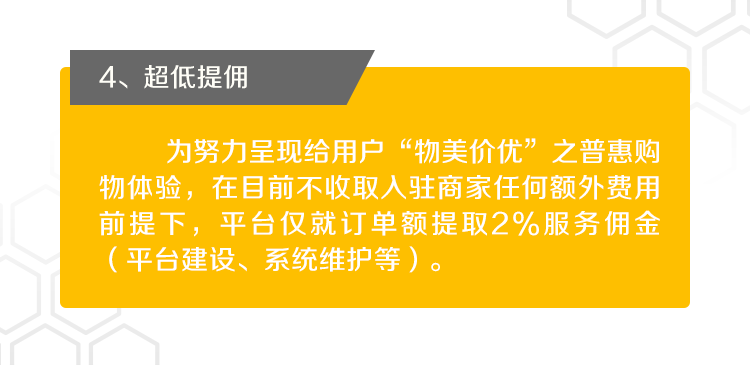 4、超低提佣
为努力呈现给用户“物美价优”之普惠购
物体验，在目前不收取入驻商家任何额外费用
前提下，平台仅就订单额提取2%服务佣金
（平台建设、系统维护等）。